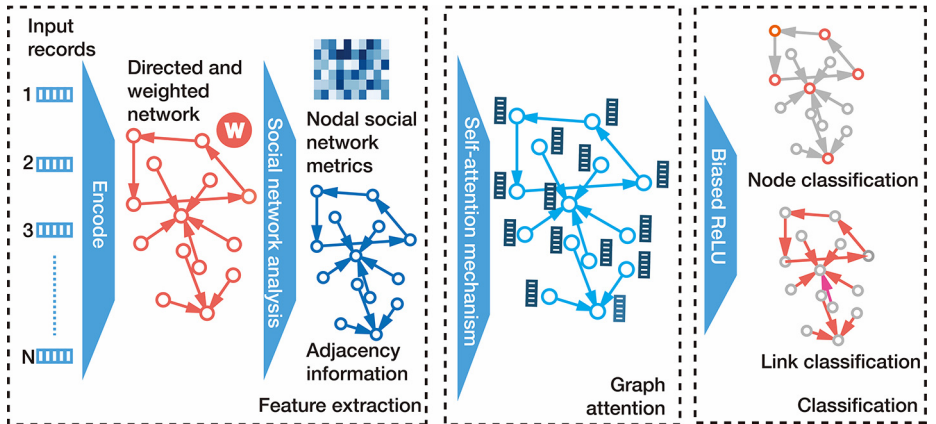 Input
records
1
2
3
N
Encode
Directed and
weighted network
W
Social network analysis
Nodal social
network
metrics
Adjacency
information
Feature extraction
Self-attention mechanism
Graph
attention
Biased ReLU
Node classification
Link classification
Classification